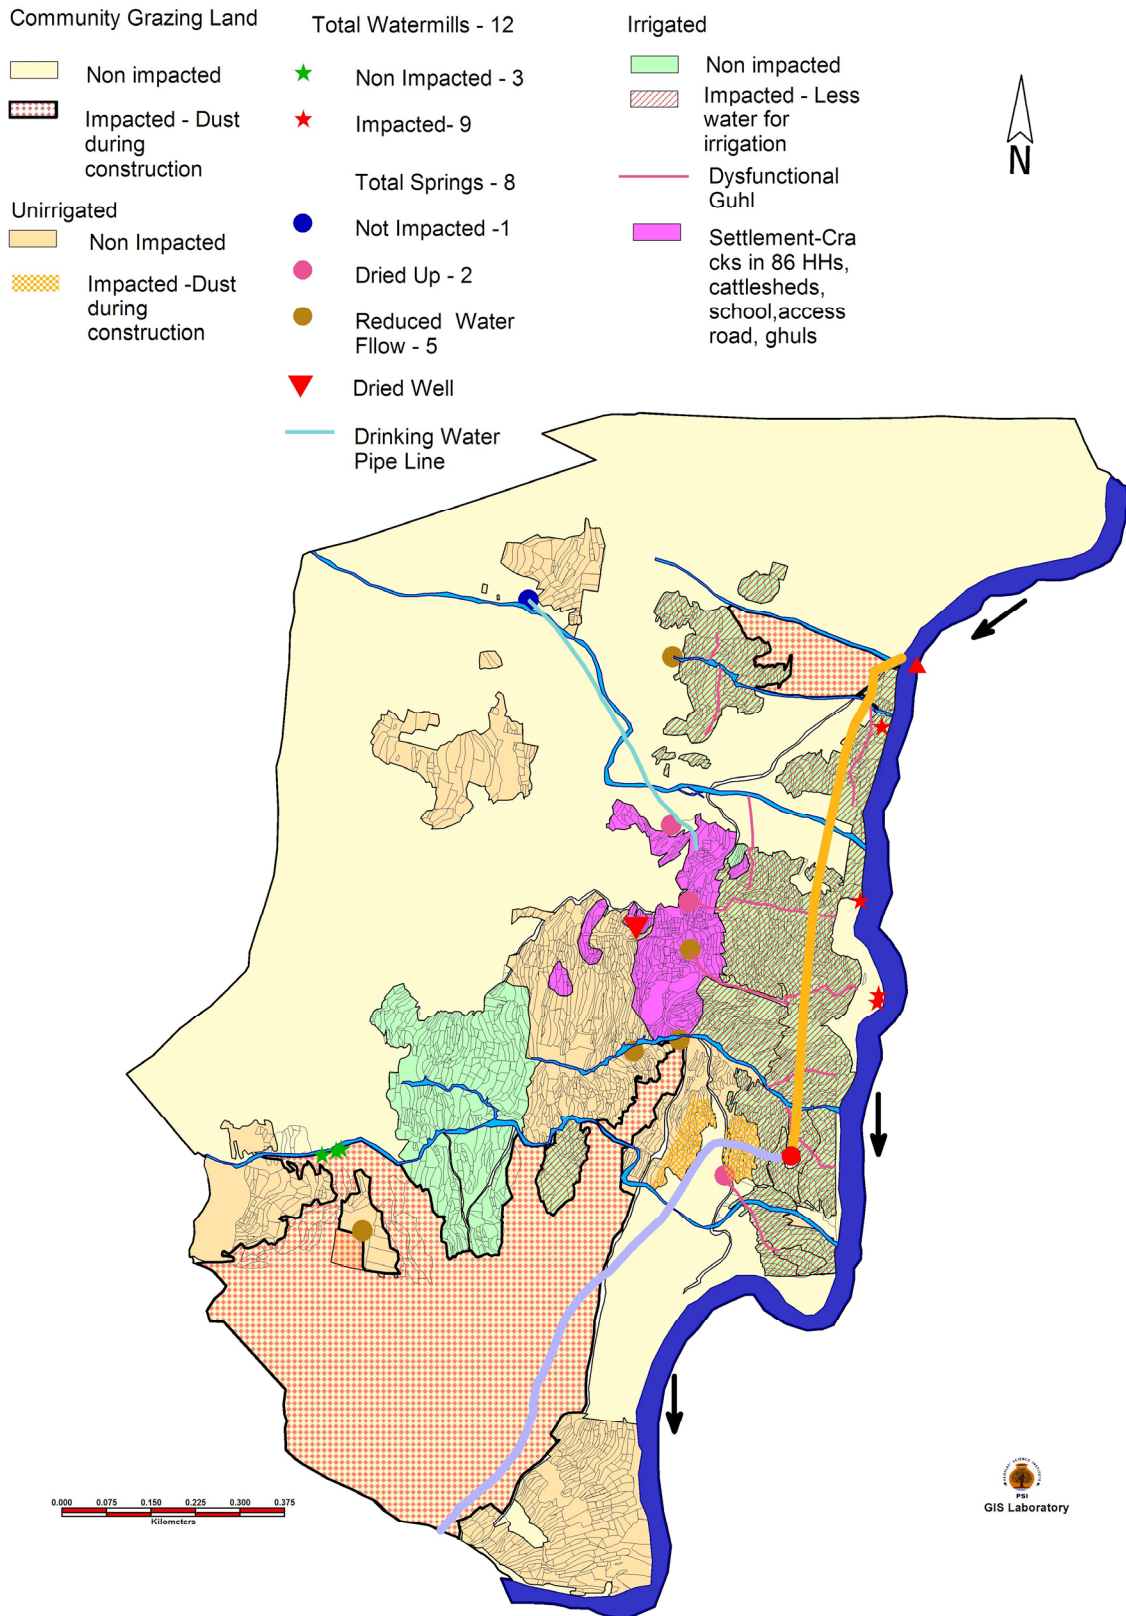 Community Grazing Land
Non impacted
Impacted - Dust
during
construction
Unirrigated
Non Impacted
Impacted -Dust
during
construction
Total Watermills - 12
Non Impacted - 3
Impacted- 9
Total Springs - 8
Not Impacted -1
Dried Up - 2
Reduced Water
Fllow - 5
Dried Well
Drinking Water
Pipe Line
Irrigated
Non impacted
Impacted - Less
water for
irrigation
Dysfunctional
Guhl
Settlement-Cra
cks in 86 HHs,
cattlesheds,
school,access
road, ghuls
N
0.000 0.075 0.150 0.225 0.300 0.375
Kilometers
PEOPLES' SCIENCE INSTITUTE
PSI
GIS Laboratory